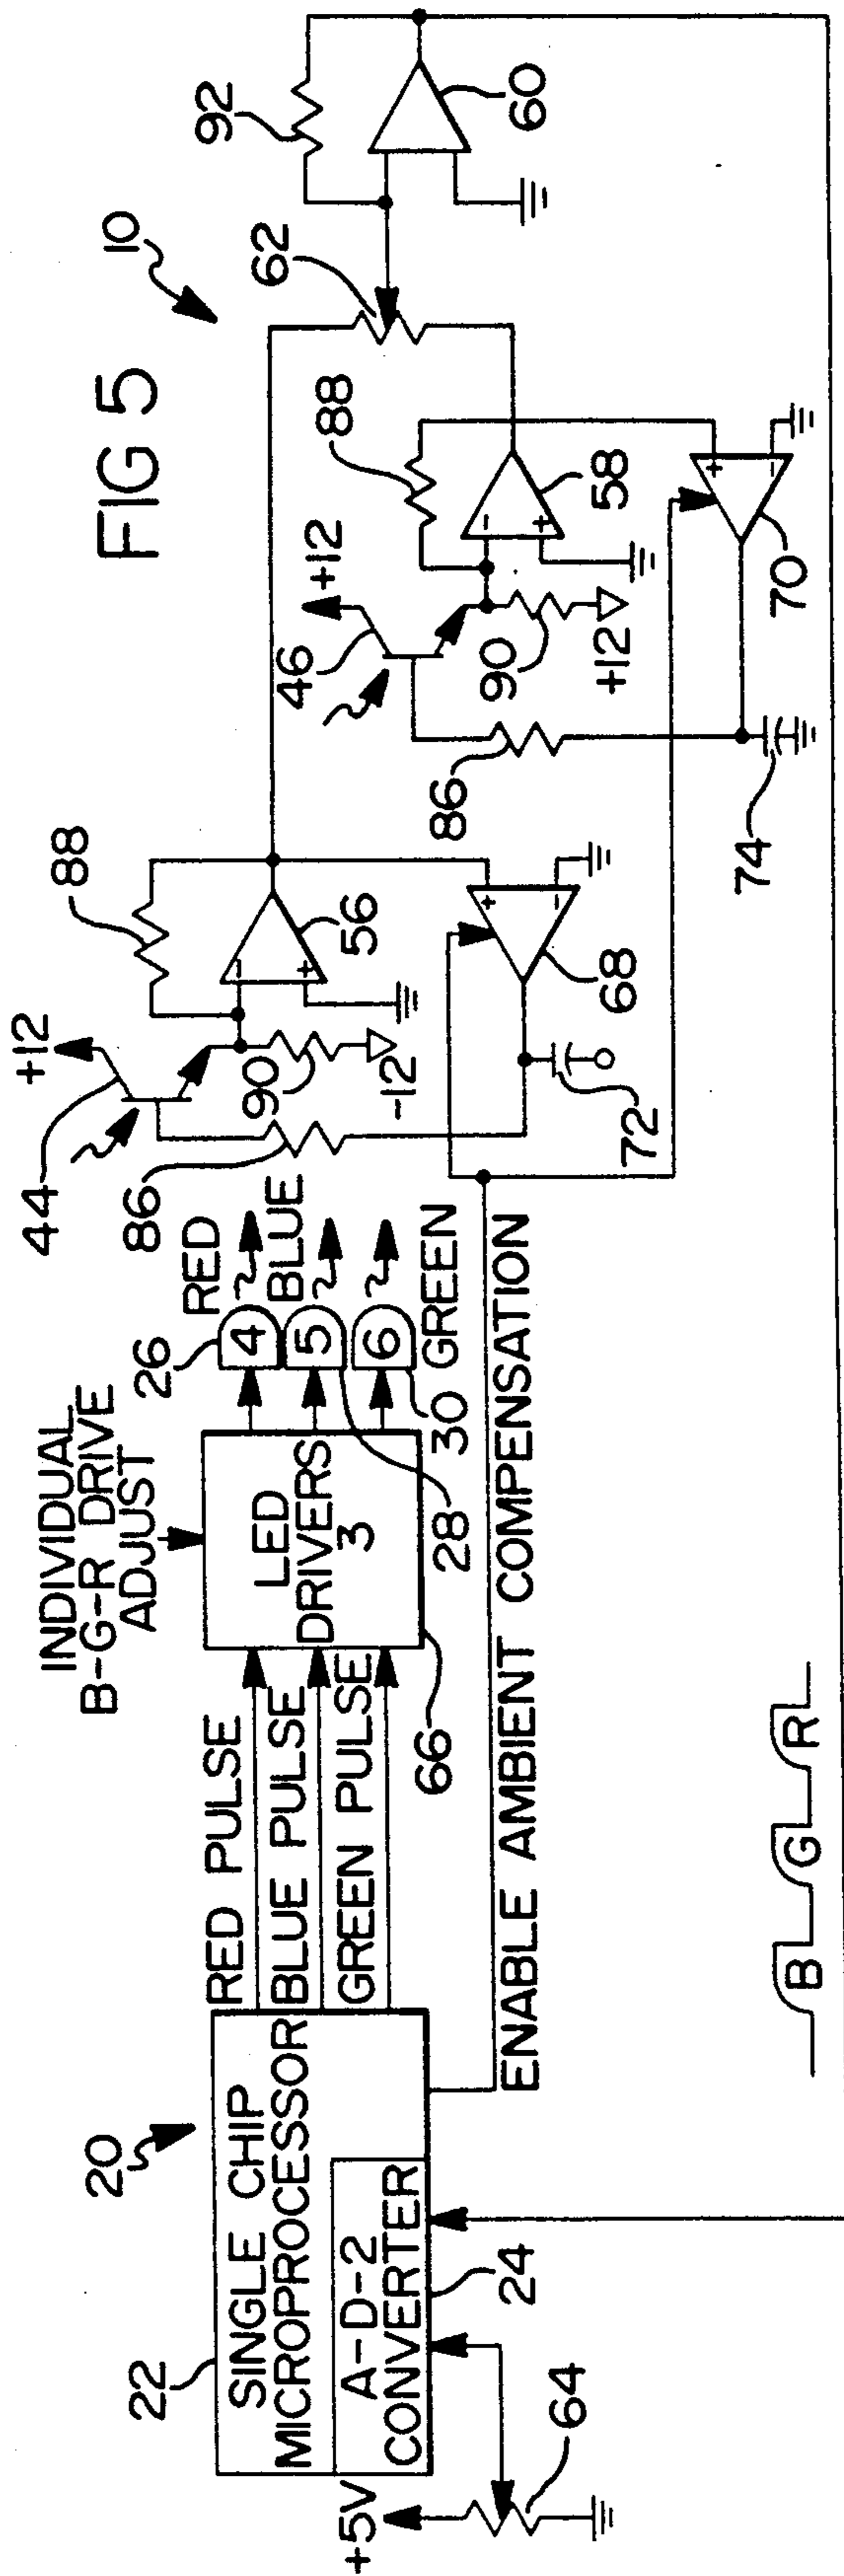 FIG 5
10
20
22
SINGLE CHIP
MICROPROCESSOR
A-D-2
CONVERTER
24
+5V
64
RED PULSE
BLUE PULSE
GREEN PULSE
INDIVIDUAL
B-G-R DRIVE
ADJUST
LED
DRIVERS
3
66
26
4
RED
5
BLUE
28
6
30
GREEN
ENABLE AMBIENT COMPENSATION
B
G
R
44
+12
86
90
-12
88
-
+
56
+
-
68
72
46
+12
86
90
+12
88
-
+
58
+
-
70
74
62
92
60